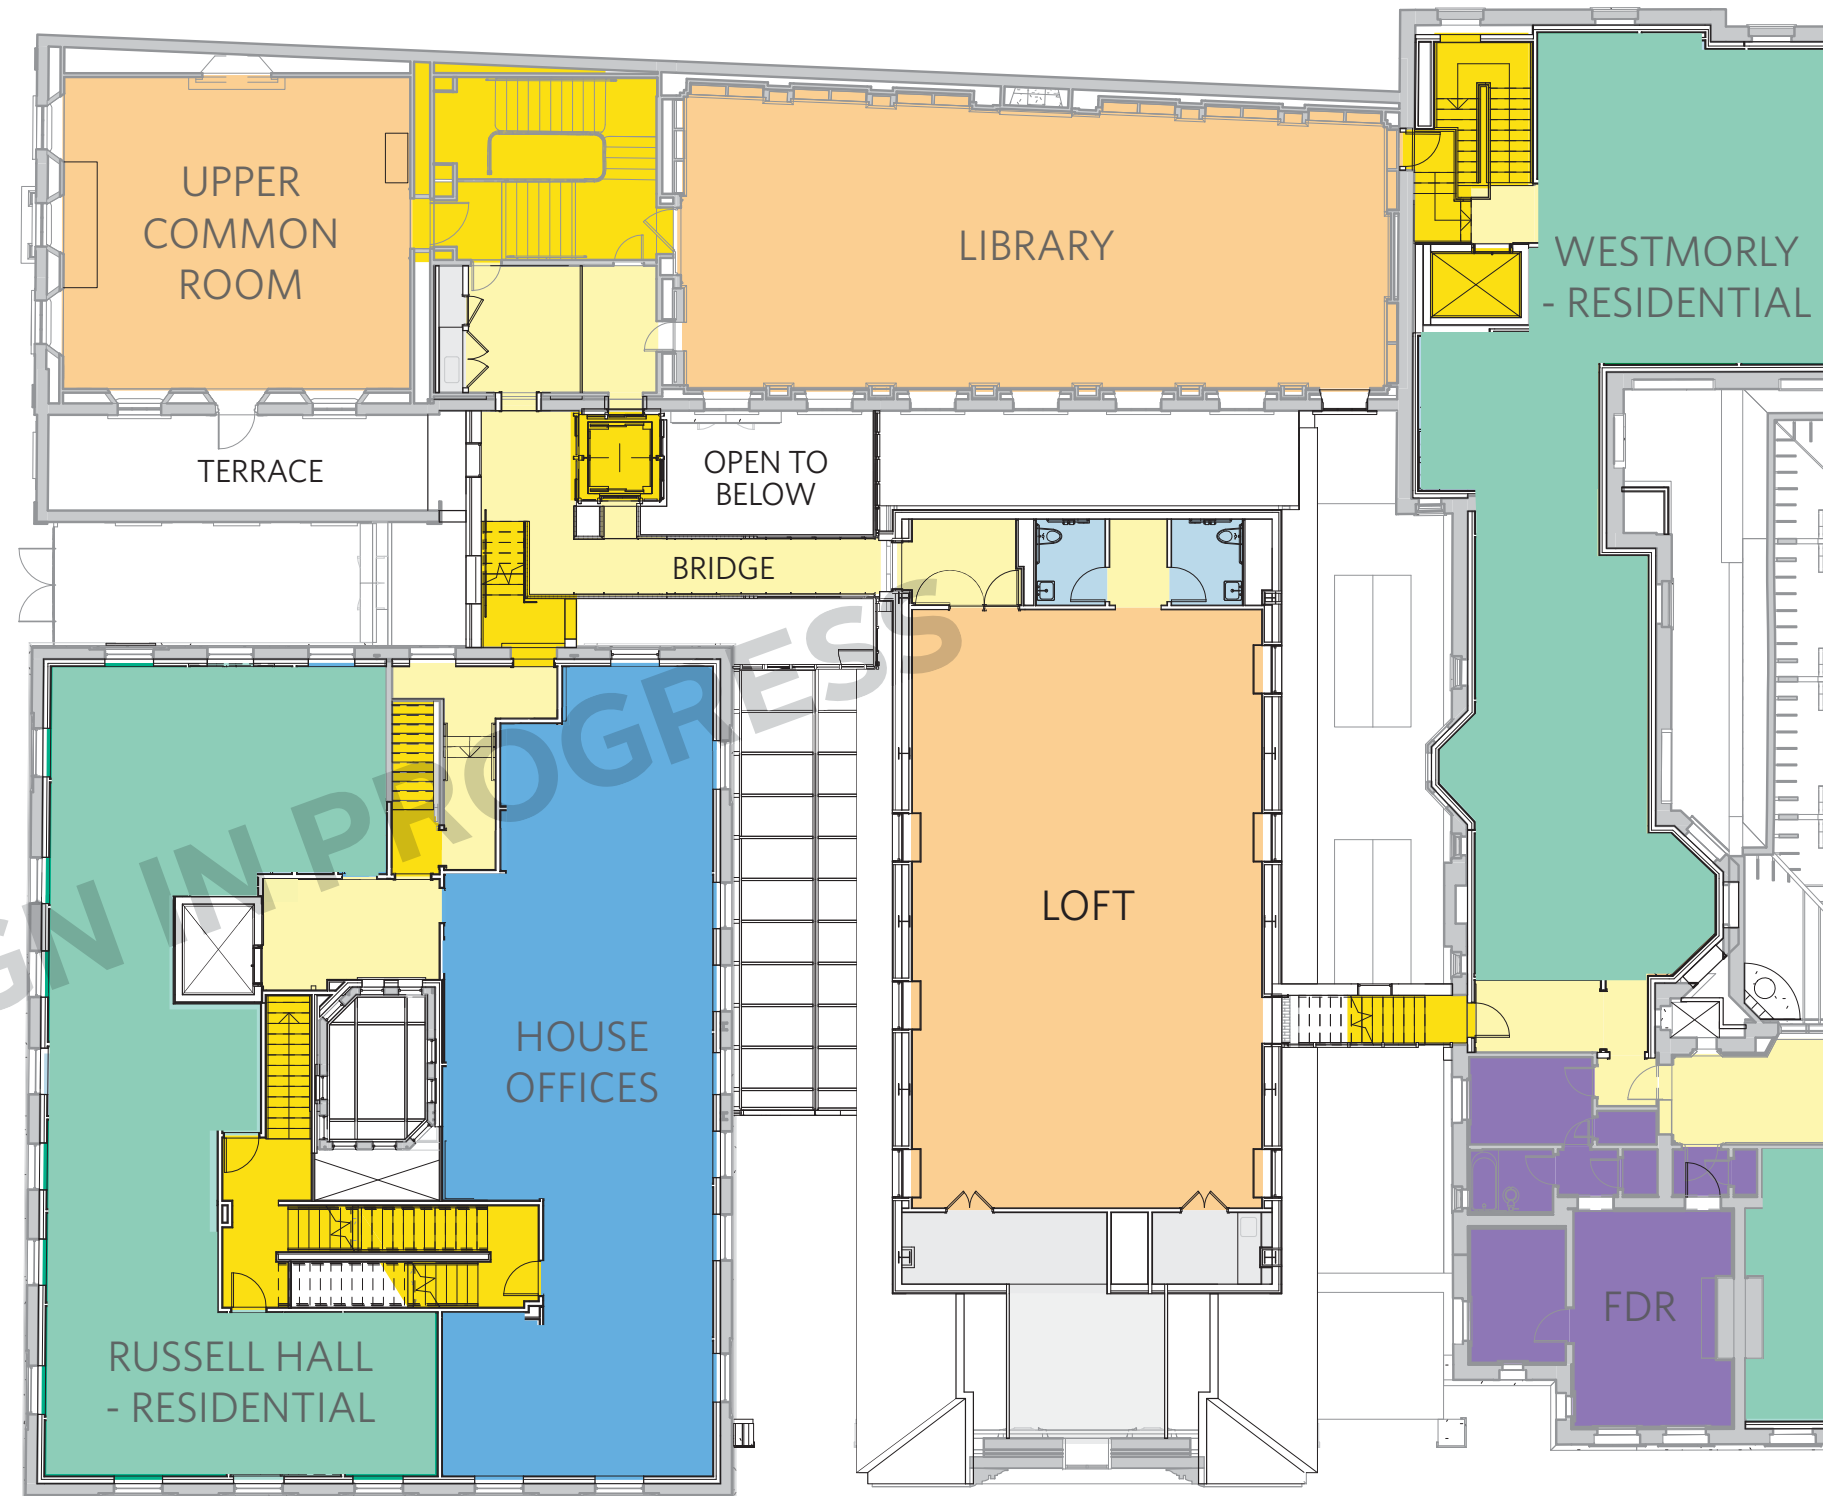 UPPER
COMMON
ROOM
LIBRARY
WESTMORLY
- RESIDENTIAL
TERRACE
OPEN TO
BELOW
BRIDGE
GN IN PROGRESS
LOFT
HOUSE
OFFICES
FDR
RUSSELL HALL
- RESIDENTIAL